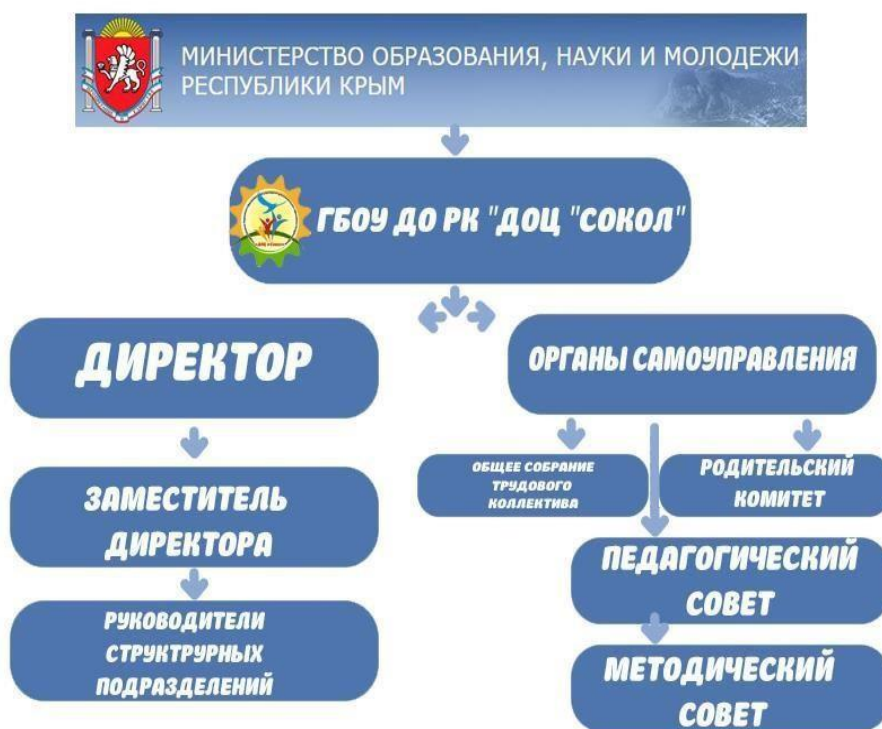 МИНИСТЕРСТВО ОБРАЗОВАНИЯ, НАУКИ И МОЛОДЕЖИ
РЕСПУБЛИКИ КРЫМ
ГБОУ ДО РК "ДОЦ "СОКОЛ"
ДИРЕКТОР
ЗАМЕСТИТЕЛЬ
ДИРЕКТОРА
РУКОВОДИТЕЛИ
СТРУКТРУРНЫХ
ПОДРАЗДЕЛЕНИЙ
ОРГАНЫ САМОУПРАВЛЕНИЯ
ОБЩЕЕ СОБРАНИЕ
ТРУДОВОГО
КОЛЛЕКТИВА
РОДИТЕЛЬСКИЙ
КОМИТЕТ
ПЕДАГОГИЧЕСКИЙ
СОВЕТ
МЕТОДИЧЕСКИЙ
СОВЕТ